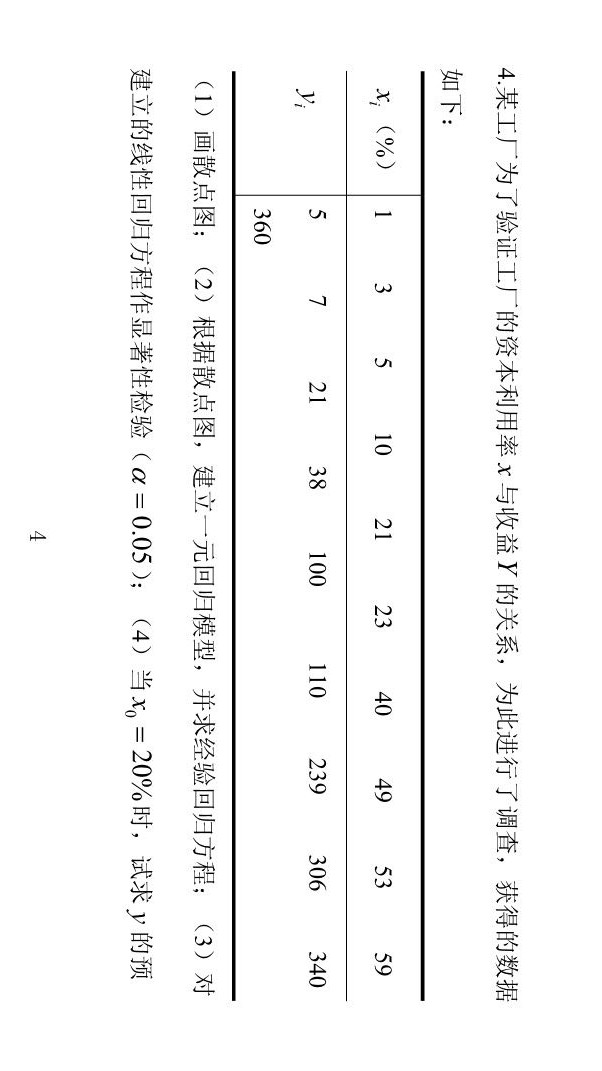 4.某工厂为了验证工厂的资本利用率 x 与收益 Y 的关系，为此进行了调查，获得的数据
如下：
xᵢ（%） 1 3 5 10 21 23 40 49 53 59
yᵢ 5 7 21 38 100 110 239 306 340
360
（1）画散点图；（2）根据散点图，建立一元回归模型，并求经验回归方程；（3）对
建立的线性回归方程作显著性检验（α = 0.05）；（4）当 x₀ = 20%时，试求 y 的预
4